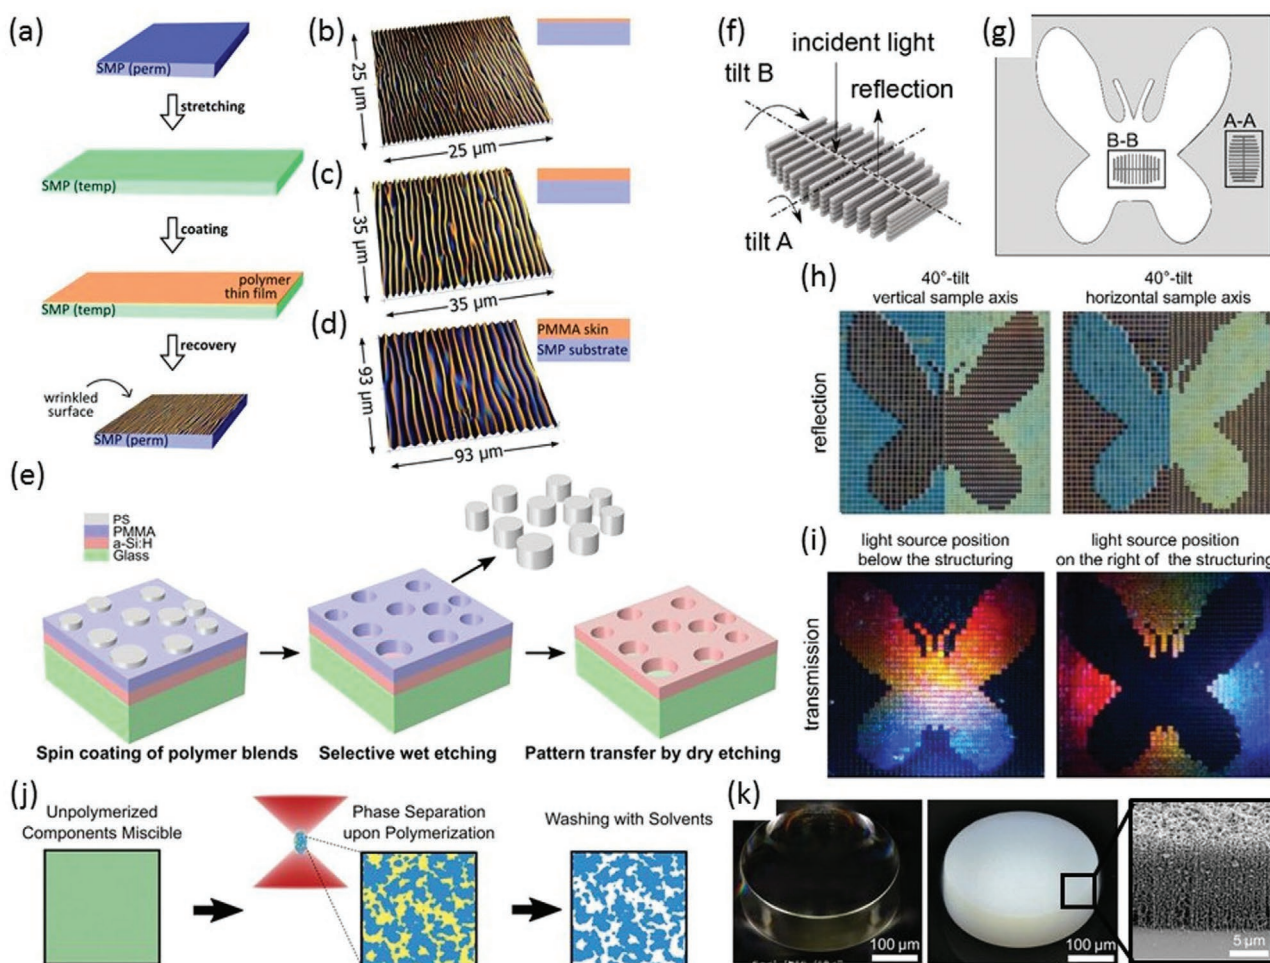 (a)
SMP (perm)
stretching
SMP (temp)
coating
polymer
thin film
SMP (temp)
recovery
wrinkled
surface
SMP (perm)
(b)
25 µm
25 µm
(c)
35 µm
35 µm
(d)
PMMA skin
SMP substrate
93 µm
93 µm
(e)
PS
PMMA
a-Si:H
Glass
Spin coating of polymer blends
Selective wet etching
Pattern transfer by dry etching
(f)
incident light
tilt B
reflection
tilt A
(g)
A-A
B-B
(h)
40°-tilt
vertical sample axis
40°-tilt
horizontal sample axis
reflection
(i)
light source position
below the structuring
light source position
on the right of the structuring
transmission
(j)
Unpolymerized
Components Miscible
Phase Separation
upon Polymerization
Washing with Solvents
(k)
100 µm
100 µm
5 µm